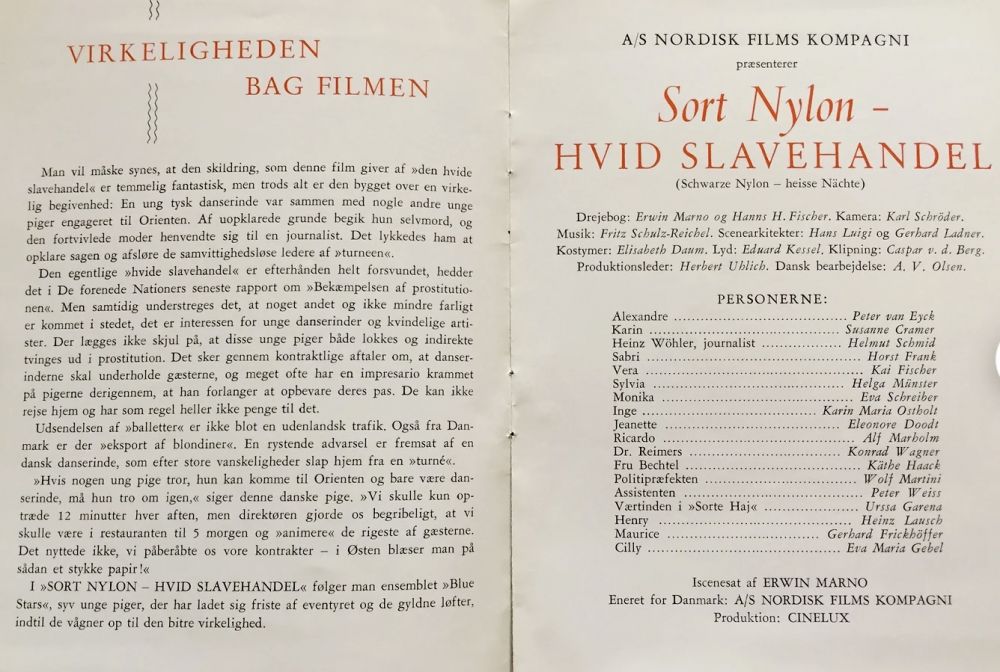 VIRKELIGHEDEN
BAG FILMEN
Man vil måske synes, at den skildring, som denne film giver af »den hvide
slavehandel« er temmelig fantastisk, men trods alt er den bygget over en virke-
lig begivenhed: En ung tysk danserinde var sammen med nogle andre unge
piger engageret til Orienten. Af uopklarede grunde begik hun selvmord, og
den fortvivlede moder henvendte sig til en journalist. Det lykkedes ham at
opklare sagen og afsløre de samvittighedsløse ledere af »turneen«.
Den egentlige »hvide slavehandel« er efterhånden helt forsvundet, hedder
det i De forenede Nationers seneste rapport om »Bekæmpelsen af prostitutio-
nen«. Men samtidig understreges det, at noget andet og ikke mindre farligt
er kommet i stedet, det er interessen for unge danserinder og kvindelige arti-
ster. Der lægges ikke skjul på, at disse unge piger både lokkes og indirekte
tvinges ud i prostitution. Det sker gennem kontraktlige aftaler om, at danser-
inderne skal underholde gæsterne, og meget ofte har en impresario krammet
på pigerne derigennem, at han forlanger at opbevare deres pas. De kan ikke
rejse hjem og har som regel heller ikke penge til det.
Udsendelsen af »balletter« er ikke blot en udenlandsk trafik. Også fra Dan-
mark er der »eksport af blondiner«. En rystende advarsel er fremsat af en
dansk danserinde, som efter store vanskeligheder slap hjem fra en »turné«.
»Hvis nogen ung pige tror, hun kan komme til Orienten og bare være dan-
serinde, må hun tro om igen,« siger denne danske pige. »Vi skulle kun op-
træde 12 minutter hver aften, men direktøren gjorde os begribeligt, at vi
skulle være i restauranten til 5 morgen og »animere« de rigeste af gæsterne.
Det nyttede ikke, vi påberåbte os vore kontrakter – i Østen blæser man på
sådan et stykke papir!«
I »SORT NYLON – HVID SLAVEHANDEL« følger man ensemblet »Blue
Stars«, syv unge piger, der har ladet sig friste af eventyret og de gyldne løfter,
indtil de vågner op til den bitre virkelighed.
A/S NORDISK FILMS KOMPAGNI
præsenterer
Sort Nylon –
HVID SLAVEHANDEL
(Schwarze Nylon – heisse Nächte)
Drejebog: Erwin Marno og Hanns H. Fischer. Kamera: Karl Schröder.
Musik: Fritz Schulz-Reichel. Scenearkitekter: Hans Luigi og Gerhard Ladner.
Kostymer: Elisabeth Daum. Lyd: Eduard Kessel. Klipning: Caspar v. d. Berg.
Produktionsleder: Herbert Uhlich. Dansk bearbejdelse: A. V. Olsen.
PERSONERNE:
Alexandre ........ Peter van Eyck
Karin ........ Susanne Cramer
Heinz Wöhler, journalist ........ Helmut Schmid
Sabri ........ Horst Frank
Vera ........ Kai Fischer
Sylvia ........ Helga Münster
Monika ........ Eva Schreiber
Inge ........ Karin Maria Ostholt
Jeanette ........ Eleonore Doodt
Ricardo ........ Alf Marholm
Dr. Reimers ........ Konrad Wagner
Fru Bechtel ........ Käthe Haack
Politipræfekten ........ Wolf Martini
Assistenten ........ Peter Weiss
Værtinden i »Sorte Haj« ........ Urssa Garena
Henry ........ Heinz Lausch
Maurice ........ Gerhard Frickhöffer
Cilly ........ Eva Maria Gebel
Iscenesat af ERWIN MARNO
Eneret for Danmark: A/S NORDISK FILMS KOMPAGNI
Produktion: CINELUX